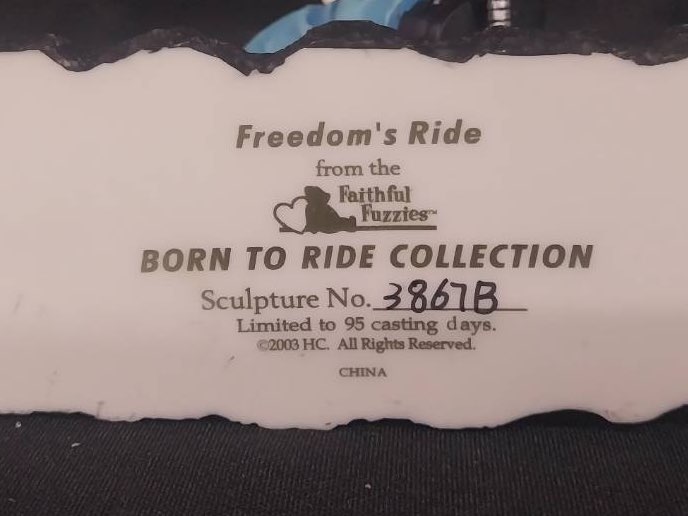 Freedom's Ride
from the
Faithful
Fuzzies™
BORN TO RIDE COLLECTION
Sculpture No. 3867B
Limited to 95 casting days.
©2003 HC. All Rights Reserved.
CHINA